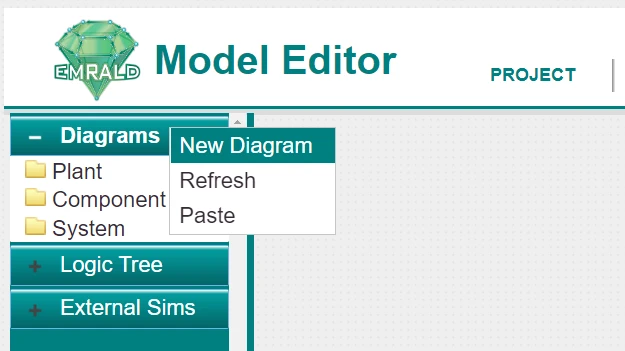 EMRALD
Model Editor
PROJECT
Diagrams
New Diagram
Refresh
Paste
Plant
Component
System
Logic Tree
External Sims